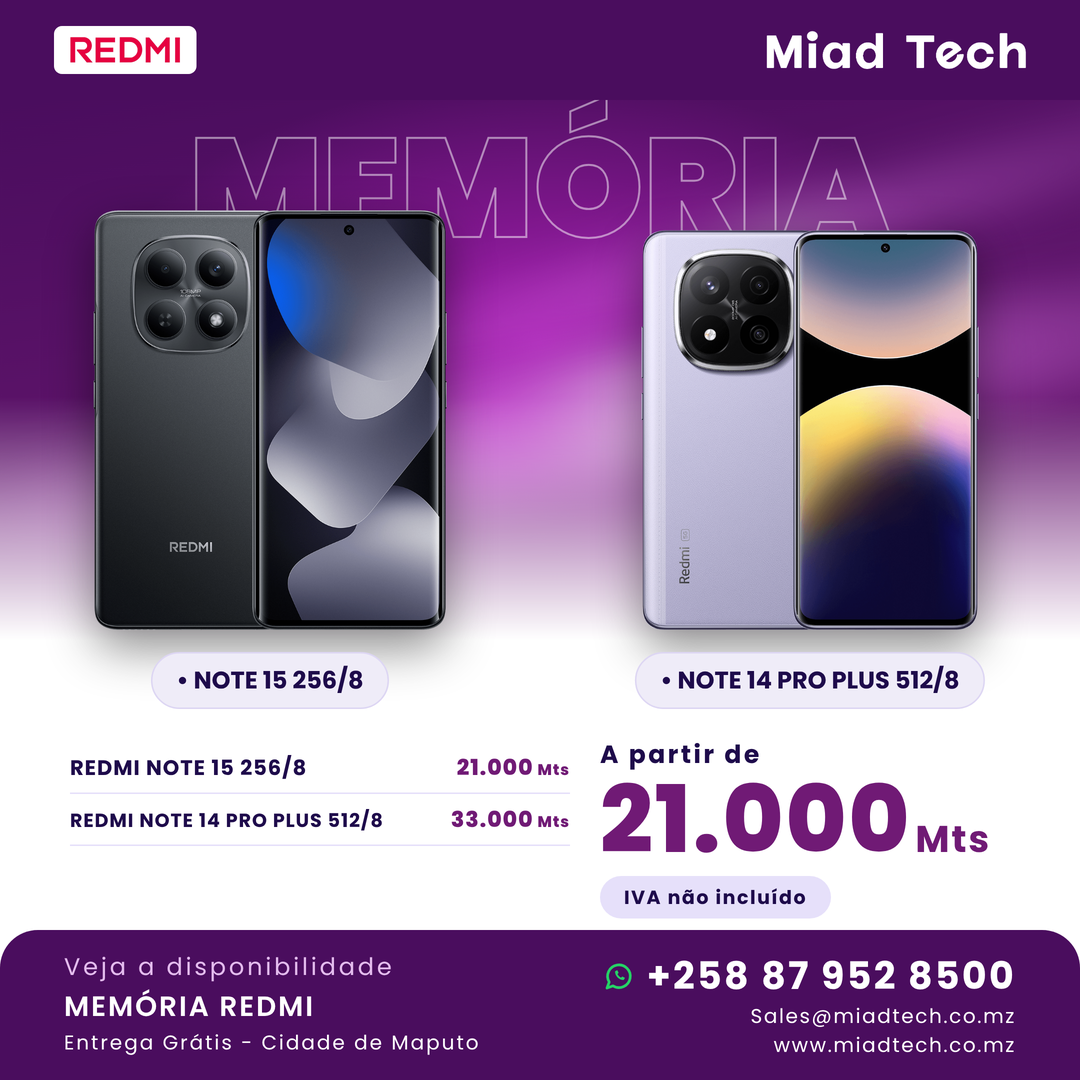 REDMI
Miad Tech
MEMÓRIA
REDMI
Redmi
• NOTE 15 256/8
• NOTE 14 PRO PLUS 512/8
REDMI NOTE 15 256/8 21.000 Mts
REDMI NOTE 14 PRO PLUS 512/8 33.000 Mts
A partir de
21.000 Mts
IVA não incluído
Veja a disponibilidade
MEMÓRIA REDMI
Entrega Grátis - Cidade de Maputo
+258 87 952 8500
Sales@miadtech.co.mz
www.miadtech.co.mz